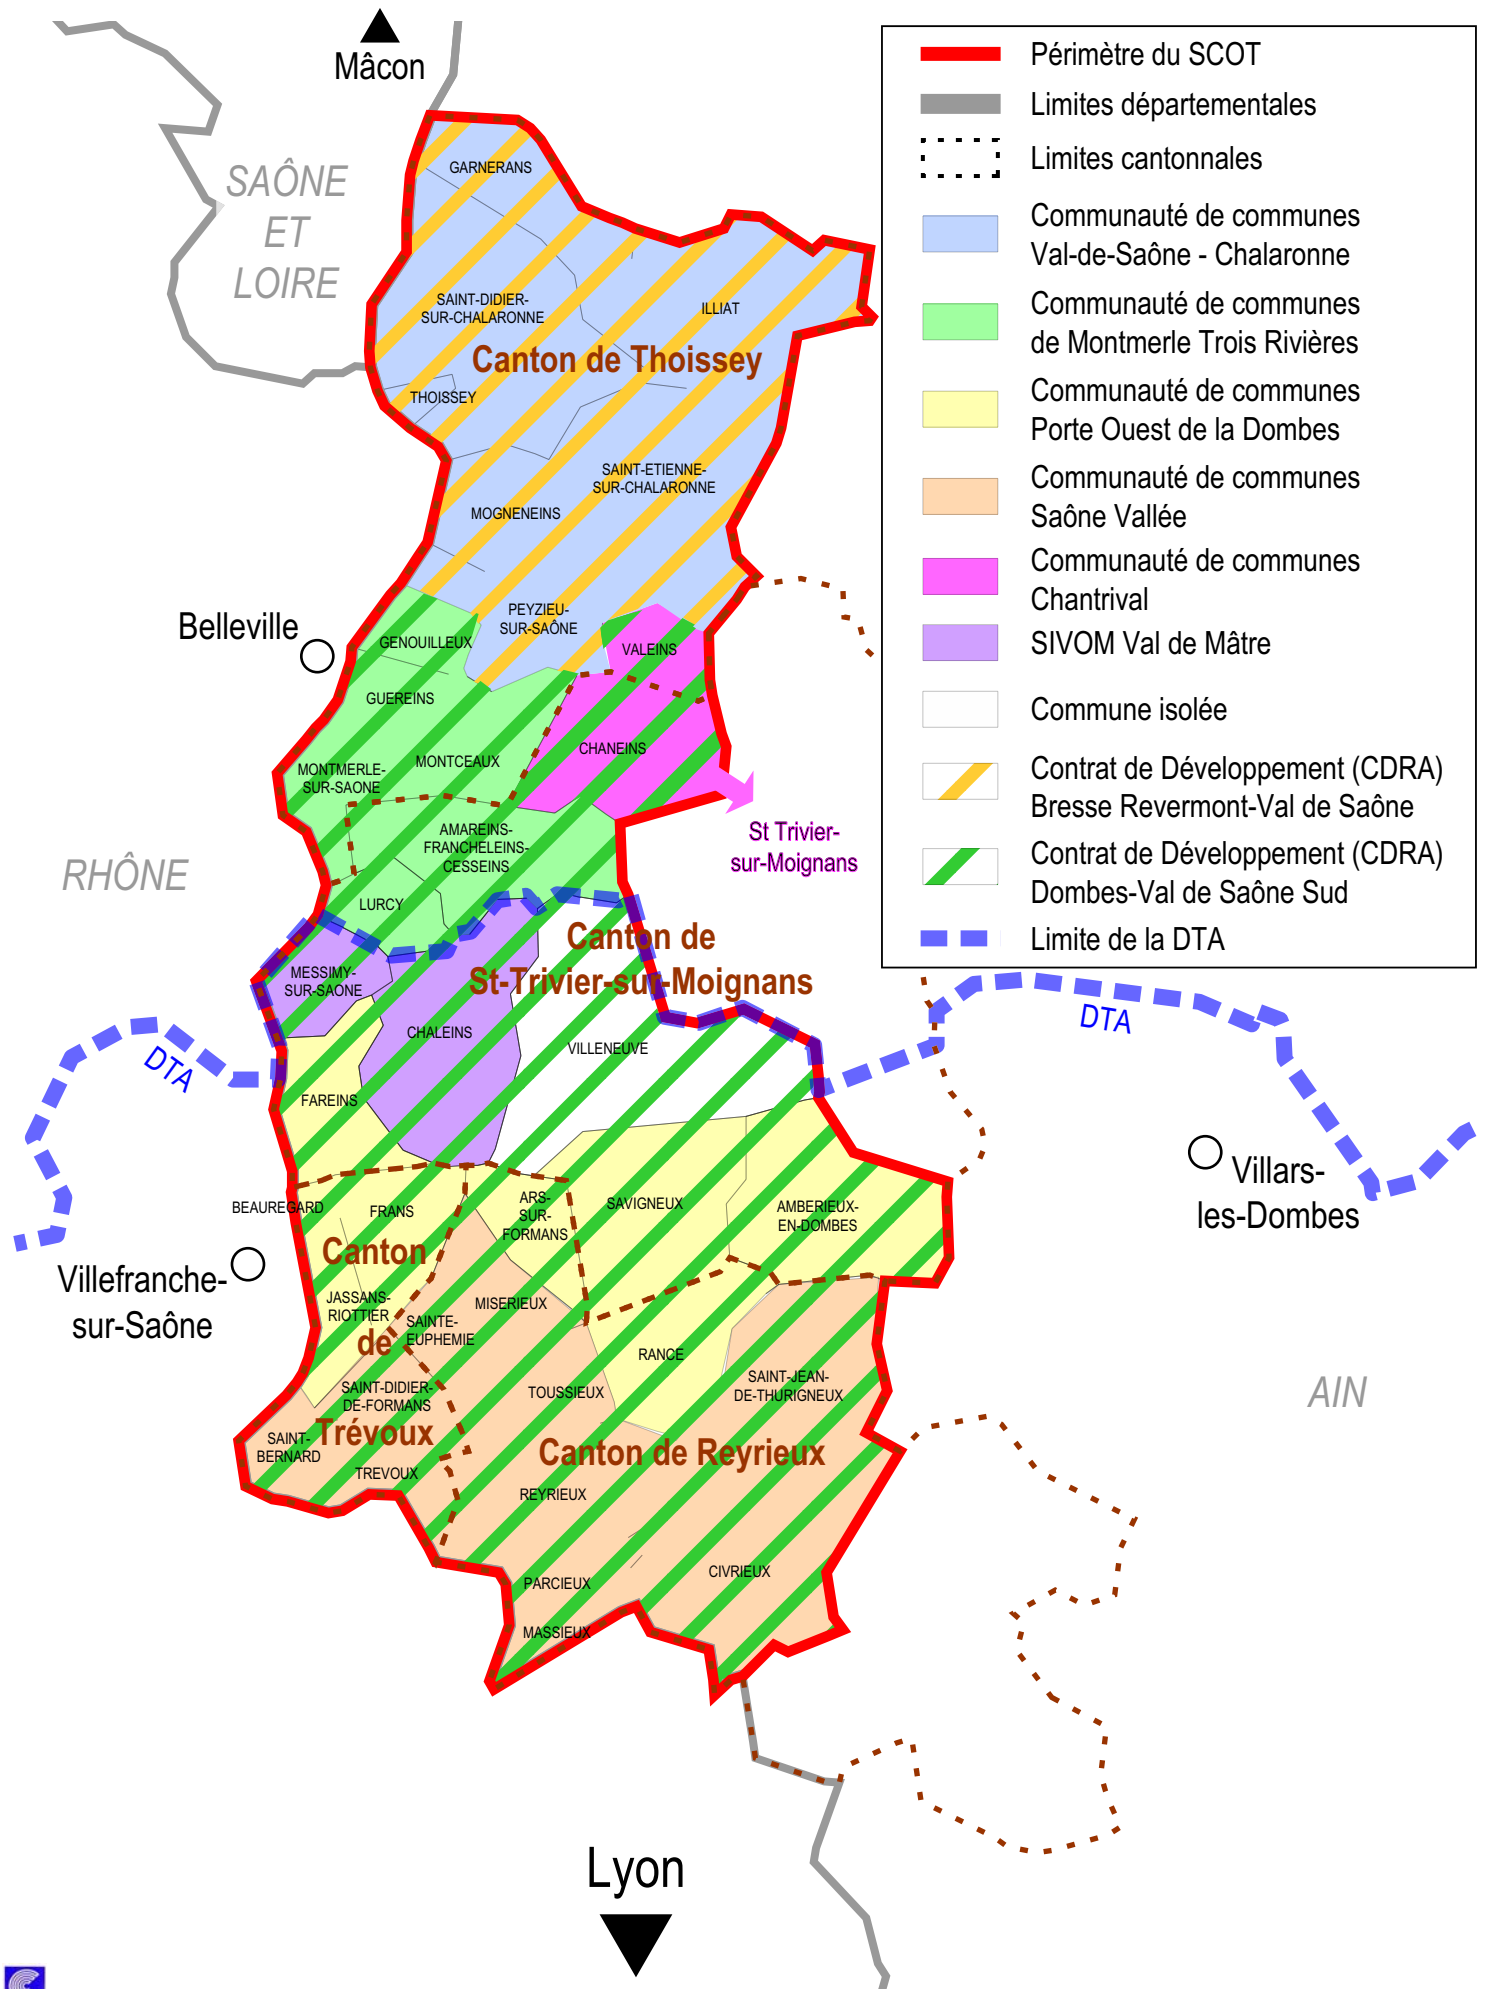 Mâcon
SAÔNE
ET
LOIRE
GARNERANS
SAINT-DIDIER-
SUR-CHALARONNE
ILLIAT
Canton de Thoissey
THOISSEY
SAINT-ETIENNE-
SUR-CHALARONNE
MOGNENEINS
Belleville
PEYZIEU-
SUR-SAÔNE
GENOUILLEUX
VALEINS
GUEREINS
CHANEINS
MONTCEAUX
MONTMERLE-
SUR-SAONE
AMAREINS-
FRANCHELEINS-
CESSEINS
St Trivier-
sur-Moignans
RHÔNE
LURCY
Canton de
St-Trivier-sur-Moignans
MESSIMY-
SUR-SAONE
CHALEINS
VILLENEUVE
DTA
DTA
FAREINS
Villars-
les-Dombes
BEAUREGARD
FRANS
ARS-
SUR-
FORMANS
SAVIGNEUX
AMBERIEUX-
EN-DOMBES
Villefranche-
sur-Saône
Canton
de
Trévoux
JASSANS-
RIOTTIER
MISERIEUX
SAINTE-
EUPHEMIE
RANCE
SAINT-JEAN-
DE-THURIGNEUX
TOUSSIEUX
SAINT-DIDIER-
DE-FORMANS
AIN
SAINT-
BERNARD
Canton de Reyrieux
TREVOUX
REYRIEUX
CIVRIEUX
PARCIEUX
MASSIEUX
Lyon
Périmètre du SCOT
Limites départementales
Limites cantonnales
Communauté de communes
Val-de-Saône - Chalaronne
Communauté de communes
de Montmerle Trois Rivières
Communauté de communes
Porte Ouest de la Dombes
Communauté de communes
Saône Vallée
Communauté de communes
Chantrival
SIVOM Val de Mâtre
Commune isolée
Contrat de Développement (CDRA)
Bresse Revermont-Val de Saône
Contrat de Développement (CDRA)
Dombes-Val de Saône Sud
Limite de la DTA